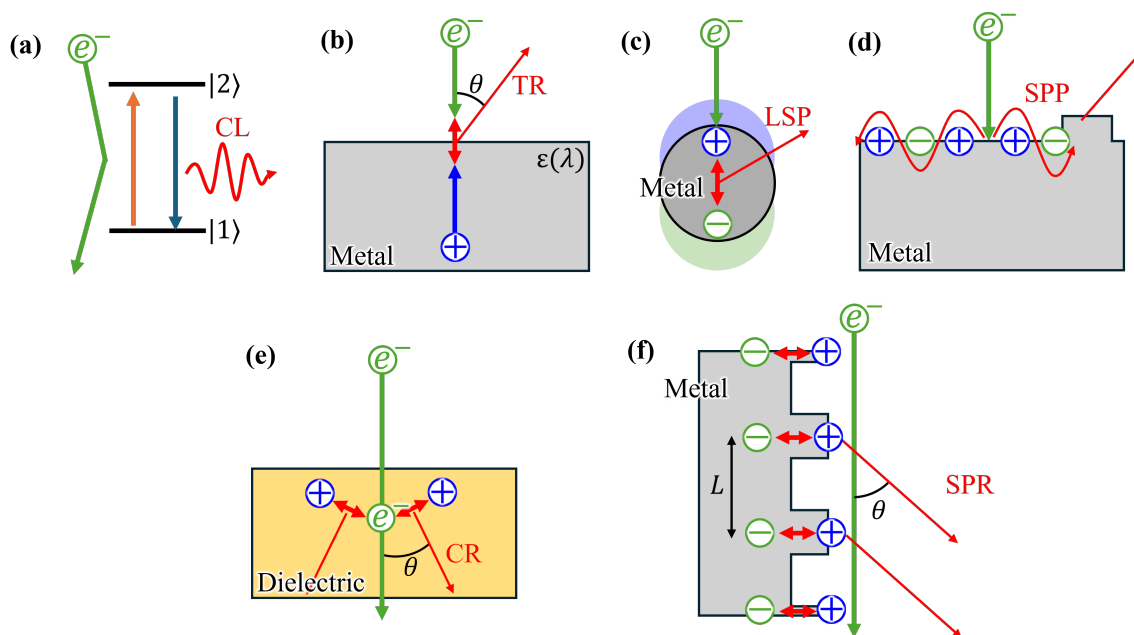 (a)
e⁻
|2⟩
CL
|1⟩
(b)
e⁻
θ
TR
ε(λ)
+
Metal
(c)
e⁻
LSP
+
Metal
−
(d)
e⁻
SPP
+ − + + −
Metal
(e)
e⁻
+ +
e⁻
CR
θ
Dielectric
(f)
e⁻
− +
Metal
− +
L
SPR
θ
− +
− +